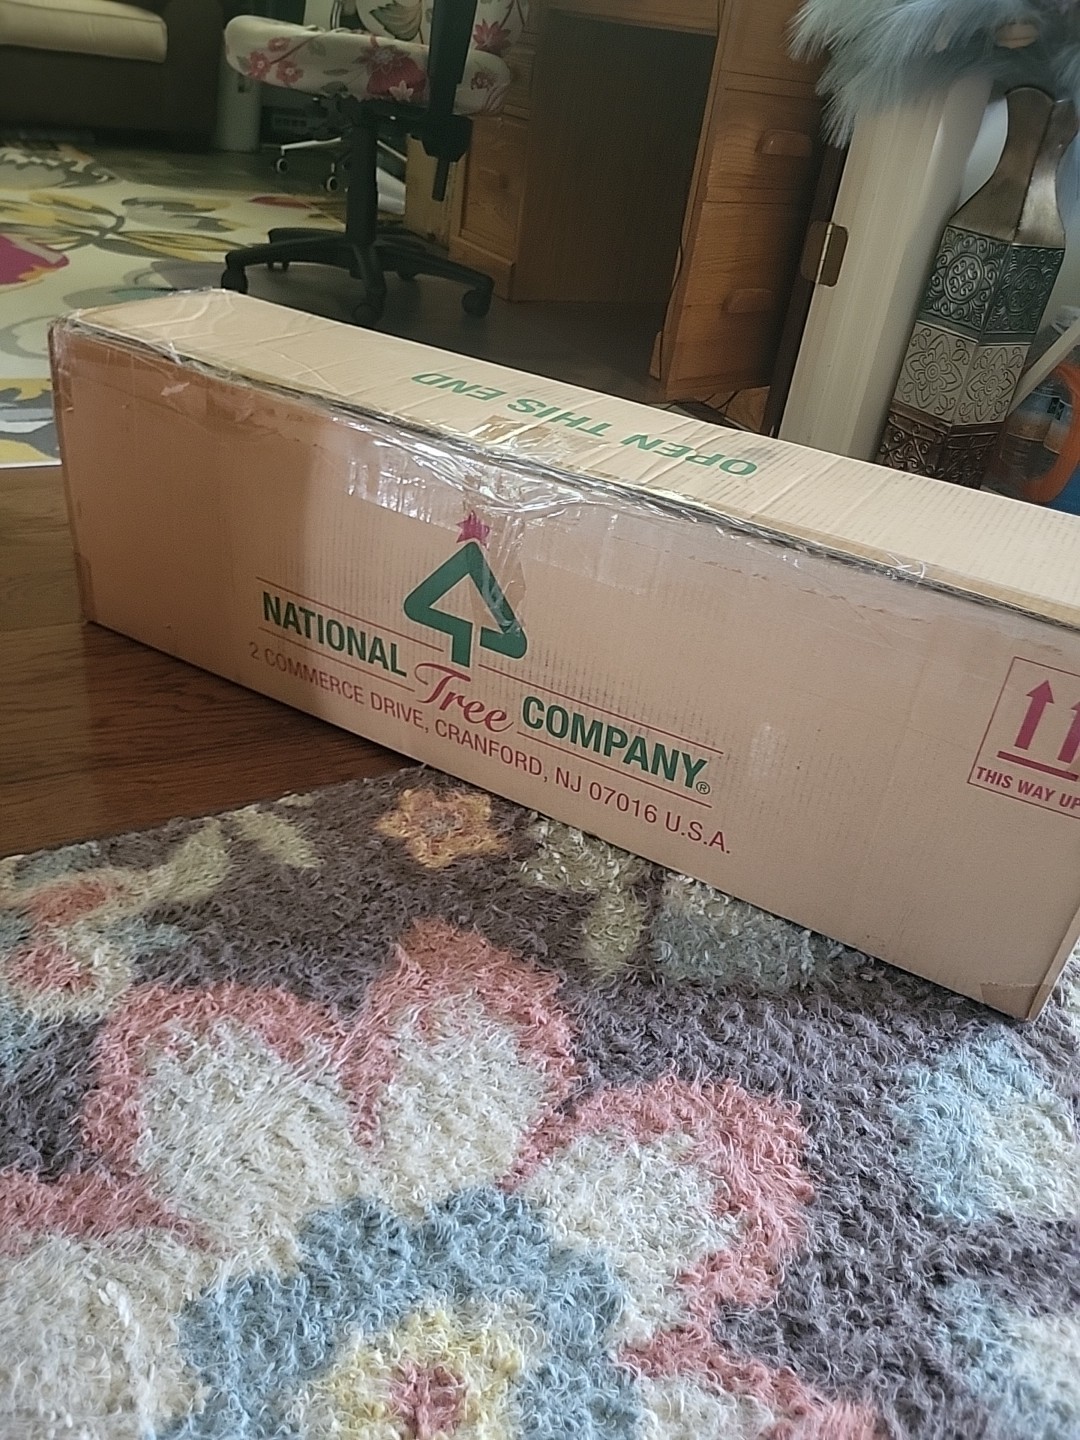 OPEN THIS END
NATIONAL Tree COMPANY®
2 COMMERCE DRIVE, CRANFORD, NJ 07016 U.S.A.
THIS WAY UP